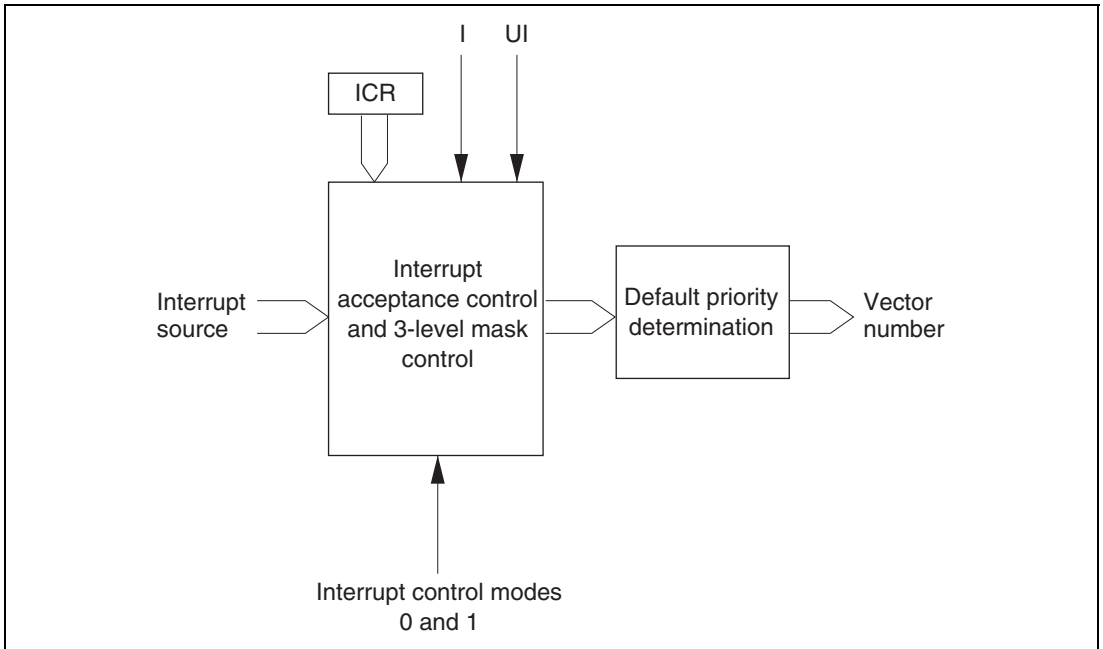 I UI
ICR
Interrupt
source
Interrupt
acceptance control
and 3-level mask
control
Default priority
determination
Vector
number
Interrupt control modes
0 and 1